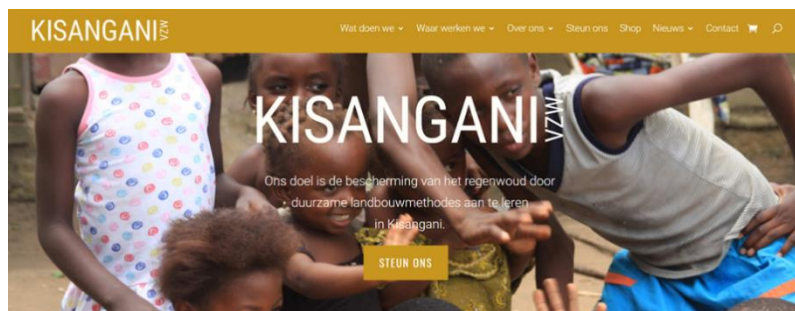 KISANGANI VZW
Wat doen we Waar werken we Over ons Steun ons Shop Nieuws Contact
KISANGANI VZW
Ons doel is de bescherming van het regenwoud door
duurzame landbouwmethodes aan te leren
in Kisangani.
STEUN ONS